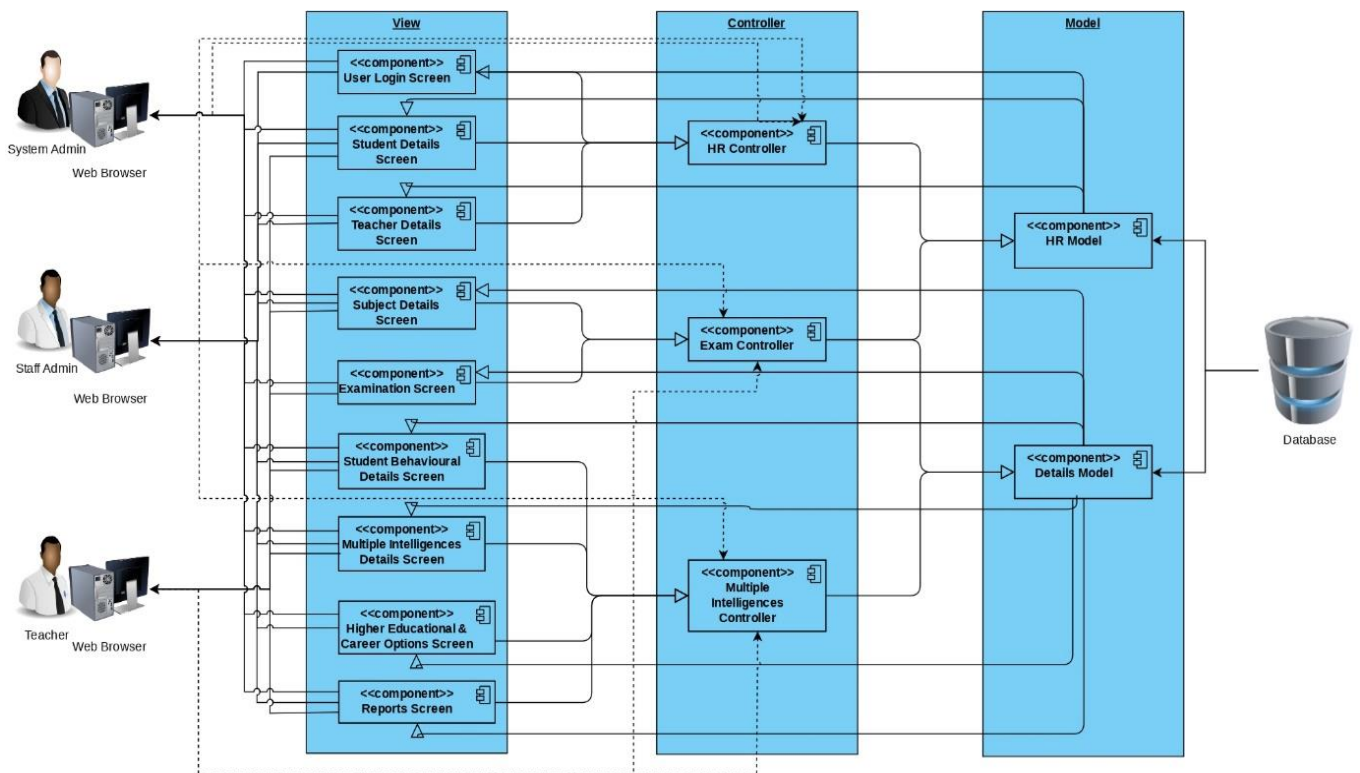 View
Controller
Model
<<component>>
User Login Screen
<<component>>
Student Details
Screen
<<component>>
Teacher Details
Screen
<<component>>
Subject Details
Screen
<<component>>
Examination Screen
<<component>>
Student Behavioural
Details Screen
<<component>>
Multiple Intelligences
Details Screen
<<component>>
Higher Educational &
Career Options Screen
<<component>>
Reports Screen
<<component>>
HR Controller
<<component>>
Exam Controller
<<component>>
Multiple
Intelligences
Controller
<<component>>
HR Model
<<component>>
Details Model
System Admin
Web Browser
Staff Admin
Web Browser
Teacher
Web Browser
Database